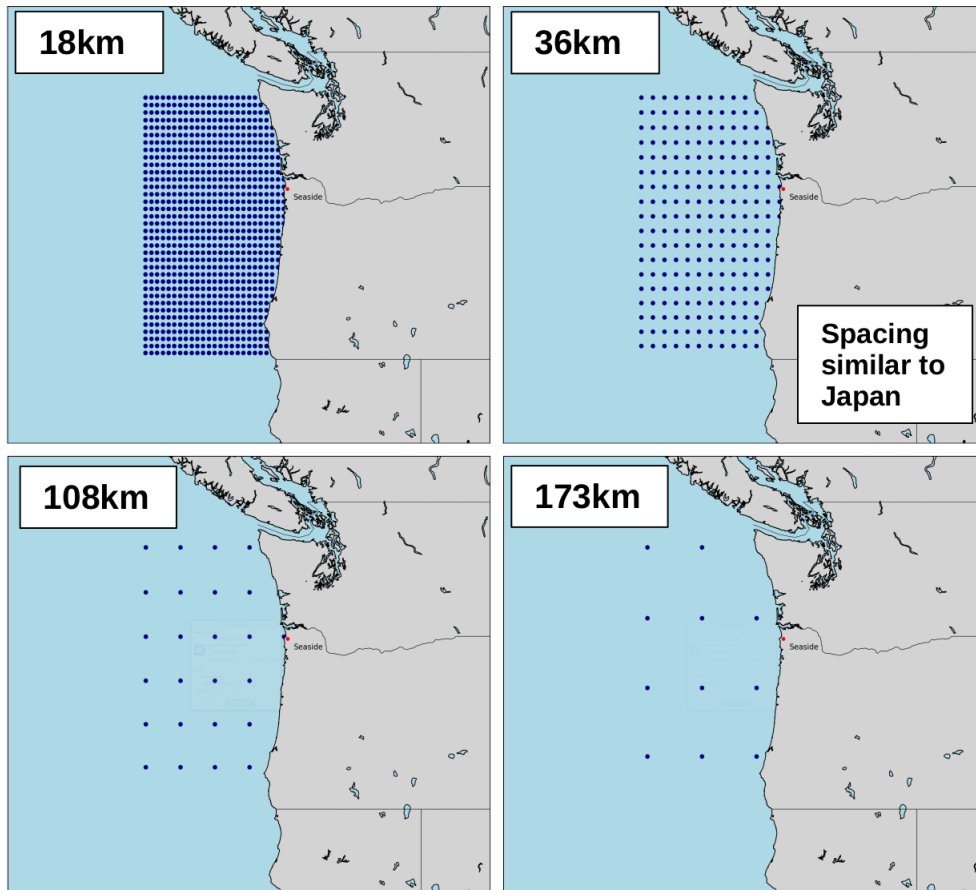 18km
36km
Seaside
Seaside
Spacing
similar to
Japan
108km
173km
Seaside
Seaside